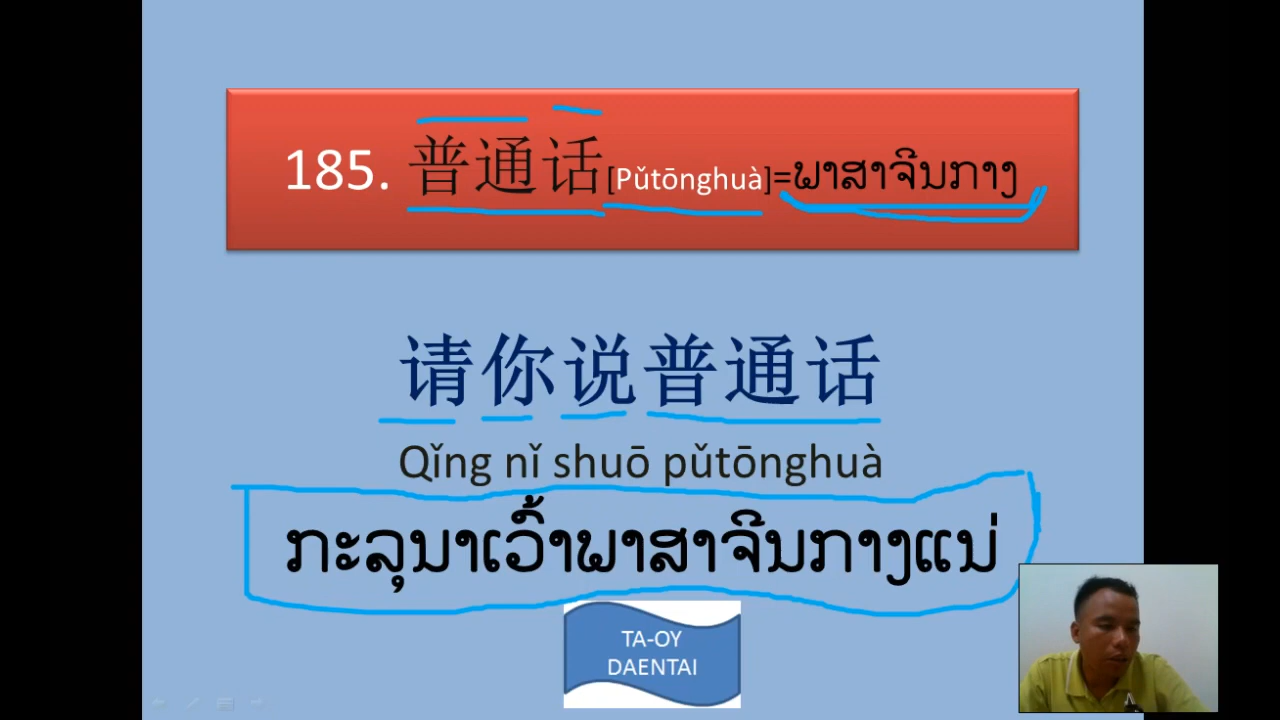 185. 普通话[Pǔtōnghuà]=ພາສາຈີນກາງ
请你说普通话
Qǐng nǐ shuō pǔtōnghuà
ກະລຸນາເວົ້າພາສາຈີນກາງແນ່
TA-OY
DAENTAI